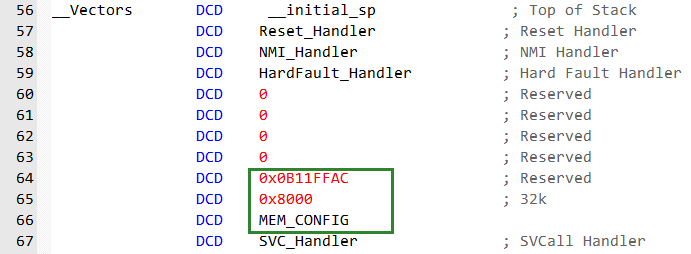 56 __Vectors DCD __initial_sp ; Top of Stack
57 DCD Reset_Handler ; Reset Handler
58 DCD NMI_Handler ; NMI Handler
59 DCD HardFault_Handler ; Hard Fault Handler
60 DCD 0 ; Reserved
61 DCD 0 ; Reserved
62 DCD 0 ; Reserved
63 DCD 0 ; Reserved
64 DCD 0x0B11FFAC ; Reserved
65 DCD 0x8000 ; 32k
66 DCD MEM_CONFIG
67 DCD SVC_Handler ; SVCall Handler